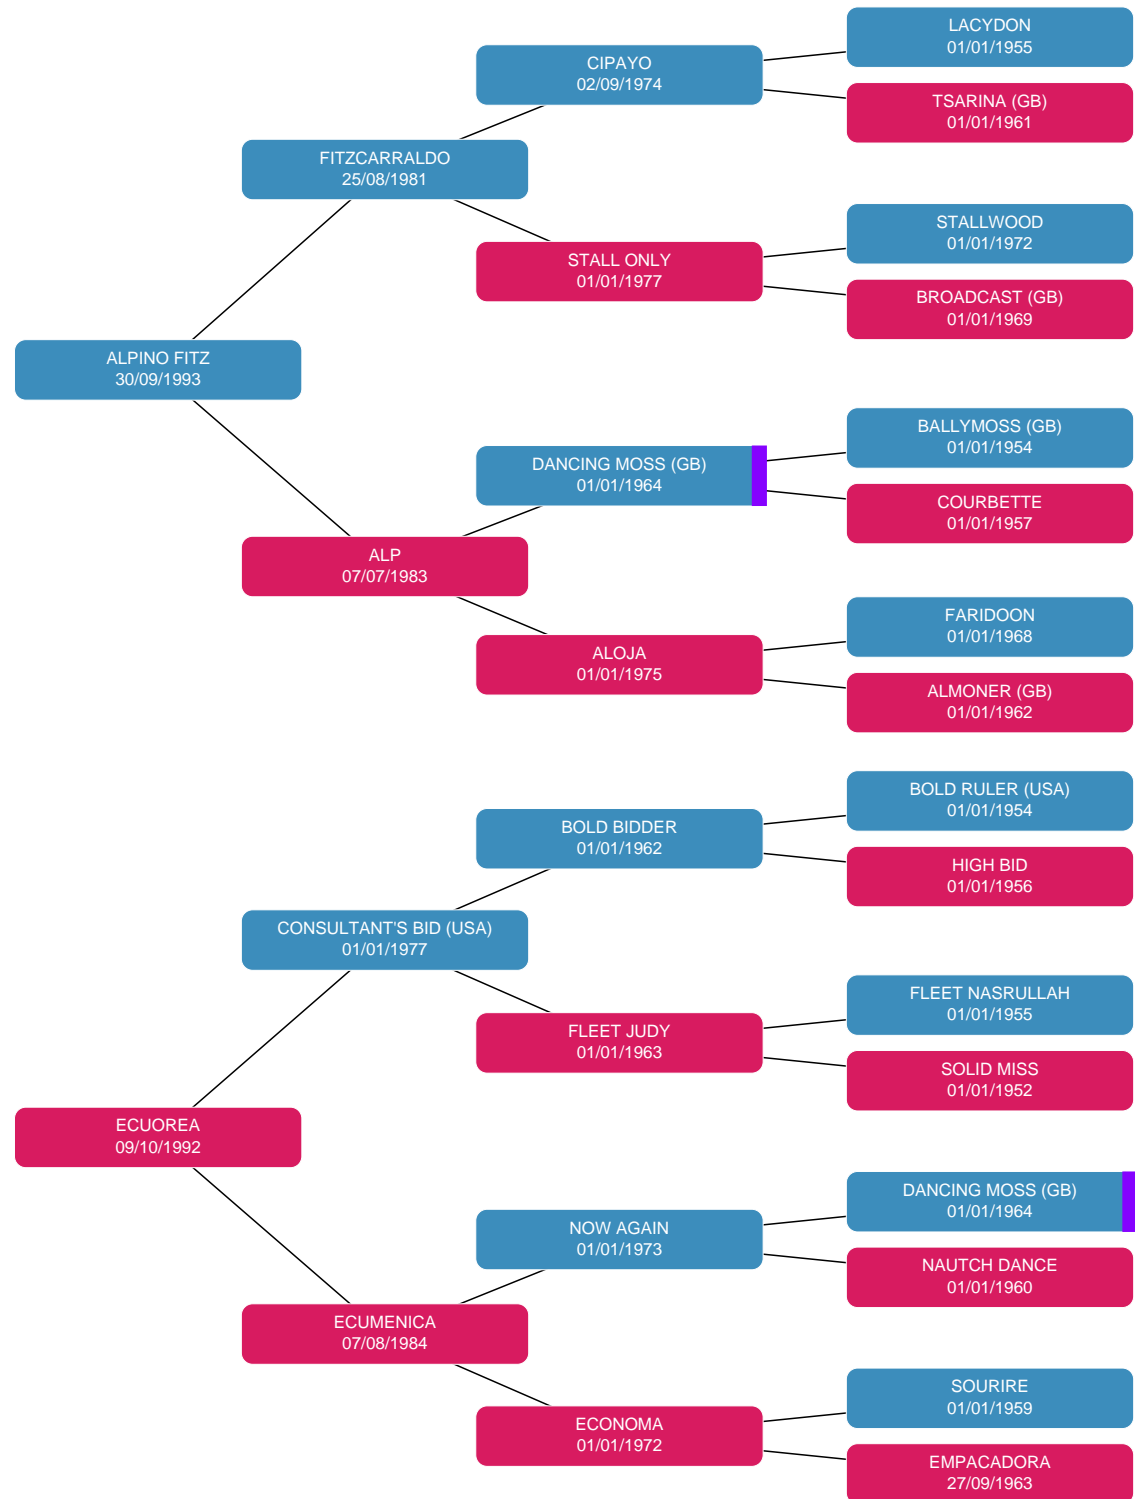 LACYDON
01/01/1955
CIPAYO
02/09/1974
TSARINA (GB)
01/01/1961
FITZCARRALDO
25/08/1981
STALLWOOD
01/01/1972
STALL ONLY
01/01/1977
BROADCAST (GB)
01/01/1969
ALPINO FITZ
30/09/1993
BALLYMOSS (GB)
01/01/1954
DANCING MOSS (GB)
01/01/1964
COURBETTE
01/01/1957
ALP
07/07/1983
FARIDOON
01/01/1968
ALOJA
01/01/1975
ALMONER (GB)
01/01/1962
BOLD RULER (USA)
01/01/1954
BOLD BIDDER
01/01/1962
HIGH BID
01/01/1956
CONSULTANT'S BID (USA)
01/01/1977
FLEET NASRULLAH
01/01/1955
FLEET JUDY
01/01/1963
SOLID MISS
01/01/1952
ECUOREA
09/10/1992
DANCING MOSS (GB)
01/01/1964
NOW AGAIN
01/01/1973
NAUTCH DANCE
01/01/1960
ECUMENICA
07/08/1984
SOURIRE
01/01/1959
ECONOMA
01/01/1972
EMPACADORA
27/09/1963